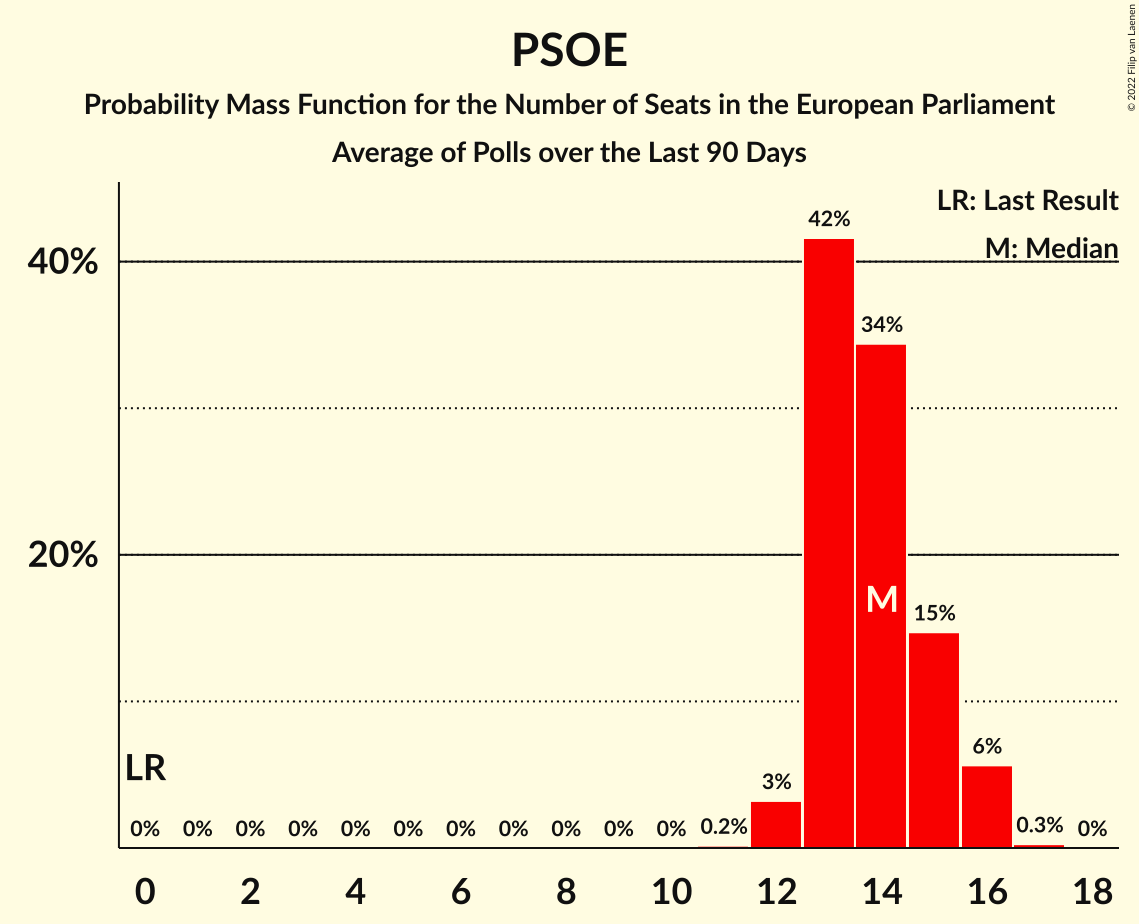 PSOE
Probability Mass Function for the Number of Seats in the European Parliament
Average of Polls over the Last 90 Days
© 2022 Filip van Laenen
LR: Last Result
M: Median
40%
20%
42%
34%
M
15%
6%
3%
LR
0% 0% 0% 0% 0% 0% 0% 0% 0% 0% 0% 0.2% 0.3% 0%
0 2 4 6 8 10 12 14 16 18